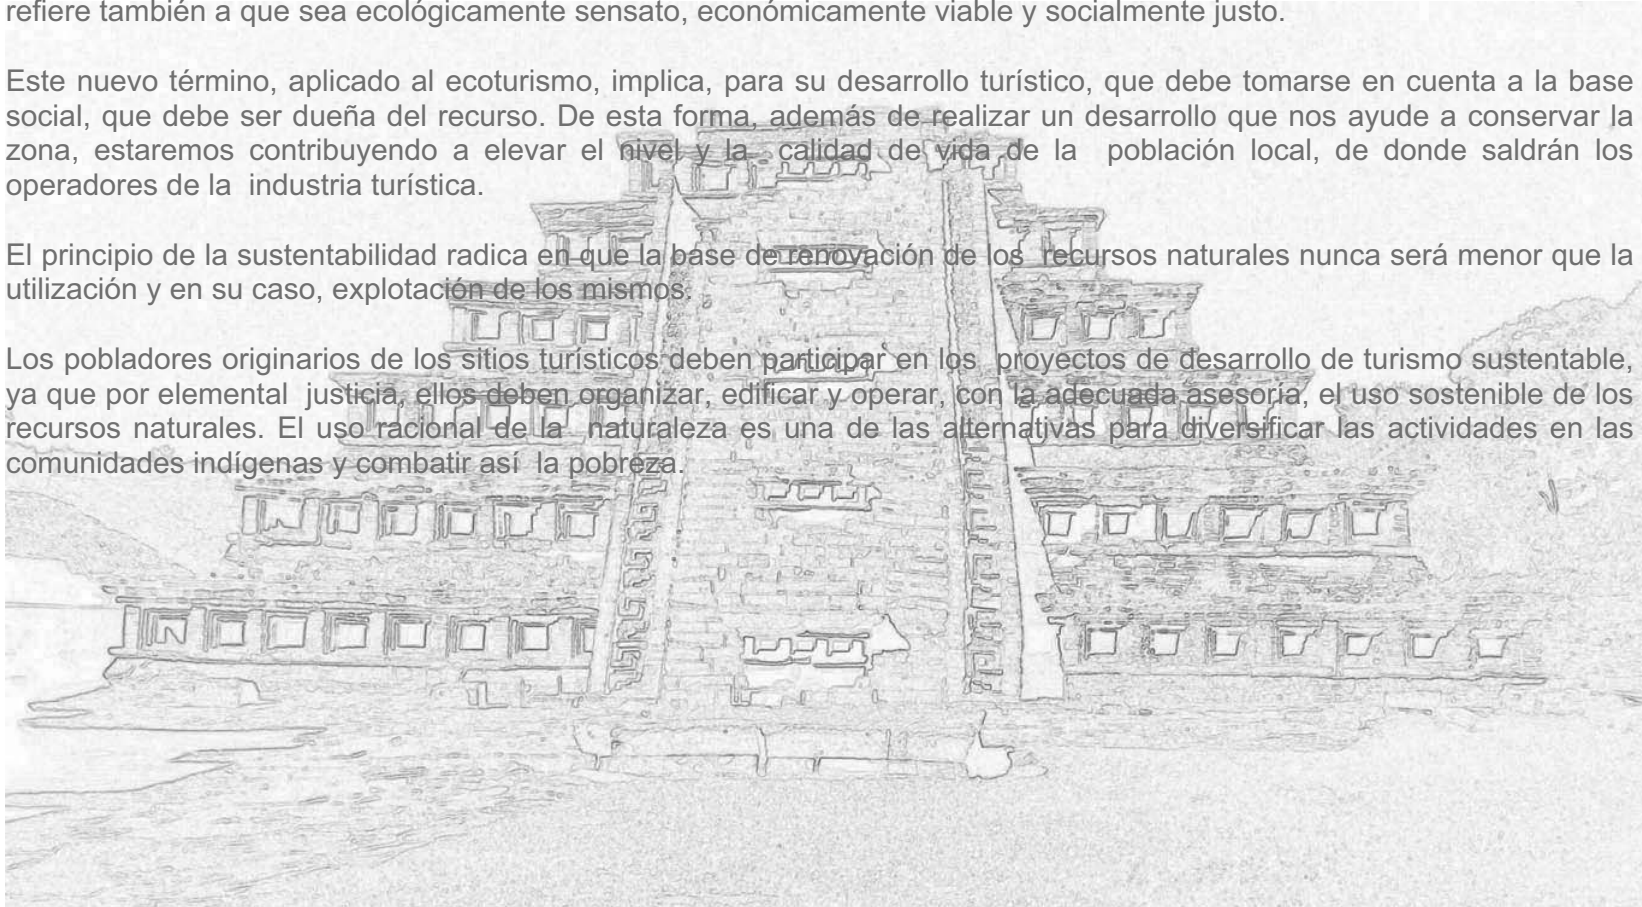 refiere también a que sea ecológicamente sensato, económicamente viable y socialmente justo.
Este nuevo término, aplicado al ecoturismo, implica, para su desarrollo turístico, que debe tomarse en cuenta a la base
social, que debe ser dueña del recurso. De esta forma, además de realizar un desarrollo que nos ayude a conservar la
zona, estaremos contribuyendo a elevar el nivel y la calidad de vida de la población local, de donde saldrán los
operadores de la industria turística.
El principio de la sustentabilidad radica en que la base de renovación de los recursos naturales nunca será menor que la
utilización y en su caso, explotación de los mismos.
Los pobladores originarios de los sitios turísticos deben participar en los proyectos de desarrollo de turismo sustentable,
ya que por elemental justicia, ellos deben organizar, edificar y operar, con la adecuada asesoría, el uso sostenible de los
recursos naturales. El uso racional de la naturaleza es una de las alternativas para diversificar las actividades en las
comunidades indígenas y combatir así la pobreza.